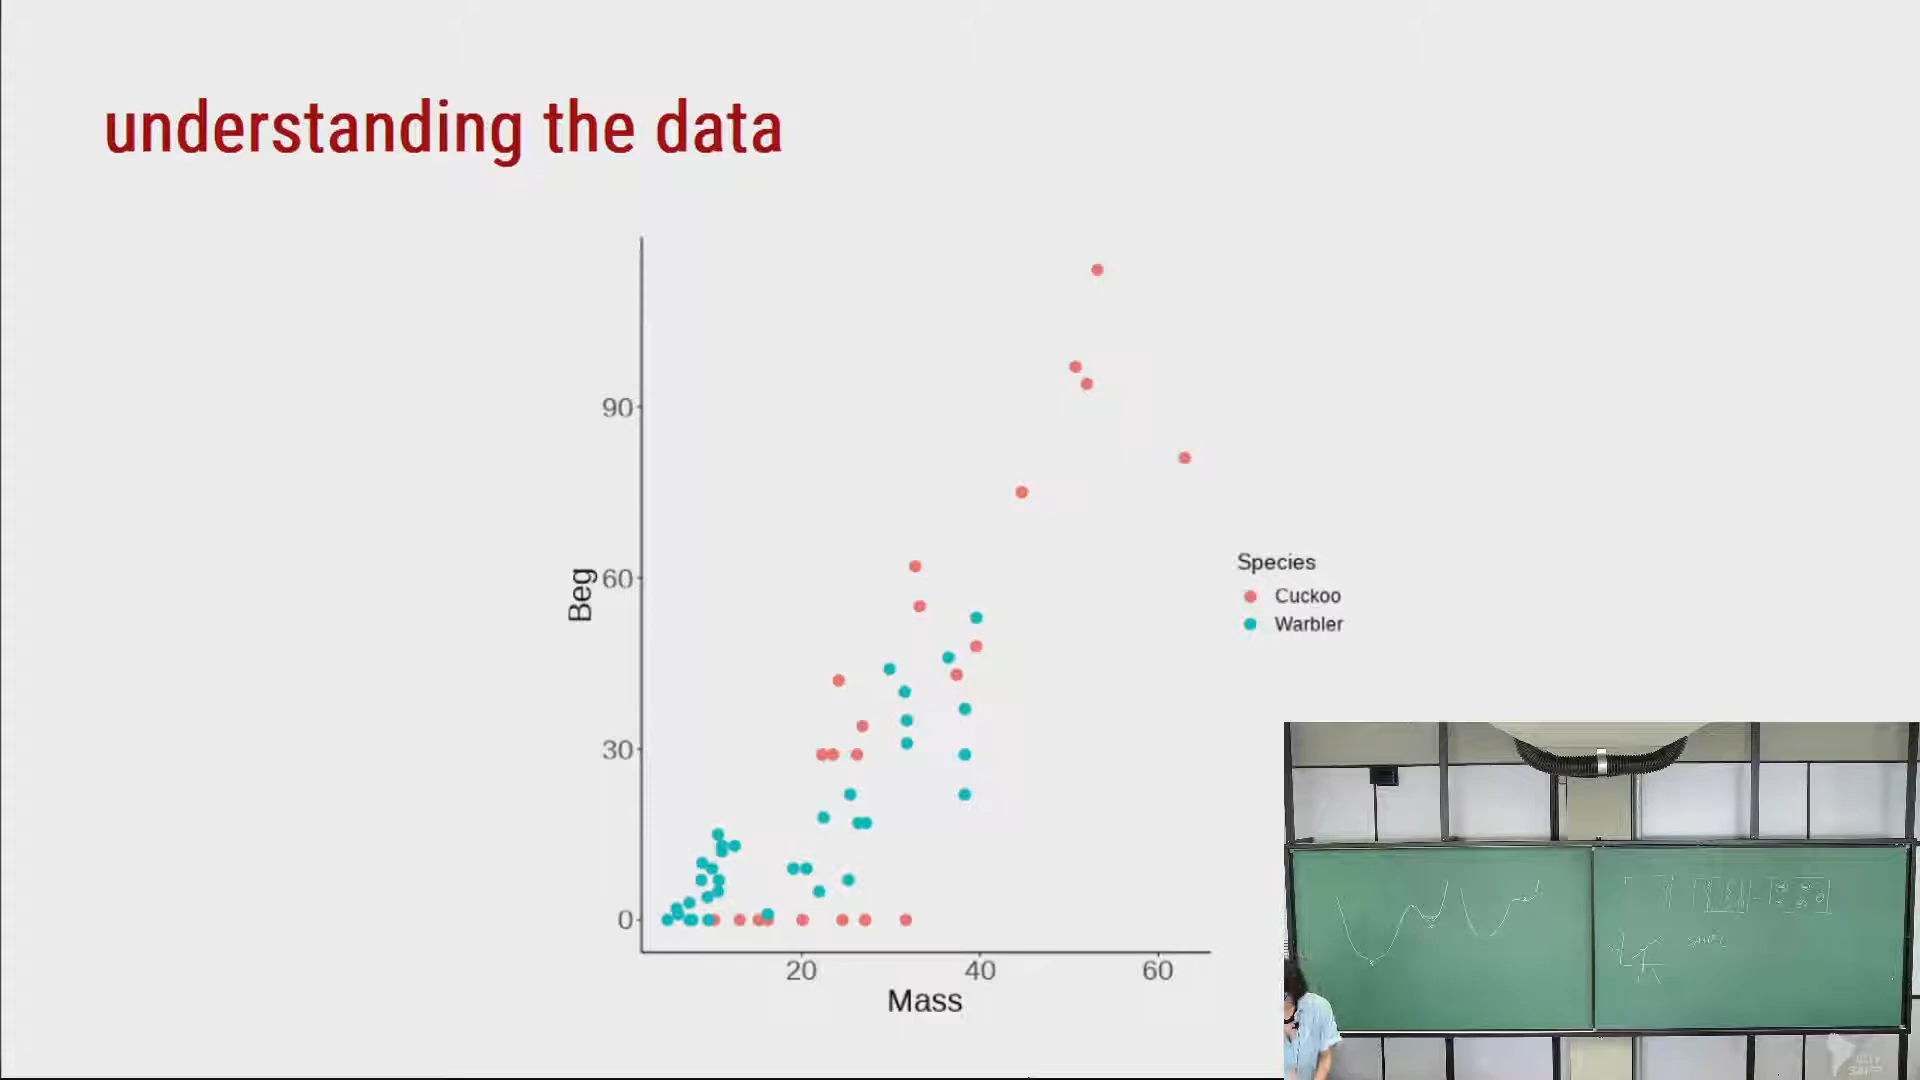 understanding the data
90
60
30
0
Beg
20 40 60
Mass
Species
Cuckoo
Warbler